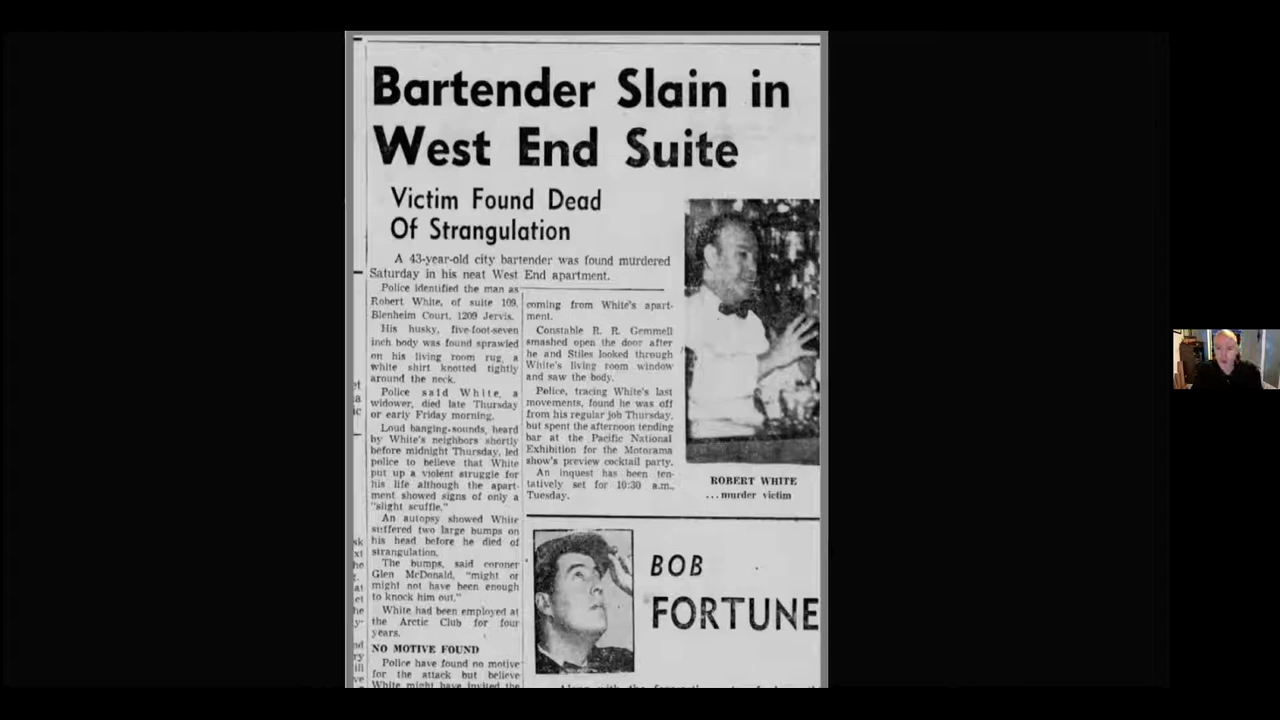 Bartender Slain in
West End Suite
Victim Found Dead
Of Strangulation
A 43-year-old city bartender was found murdered
Saturday in his neat West End apartment.
Police identified the man as
Robert White, of suite 109,
Blenheim Court, 1209 Jervis.
His husky, five-foot-seven
inch body was found sprawled
on his living room rug, a
white shirt knotted tightly
around the neck.
Police said White, a
widower, died late Thursday
or early Friday morning.
Loud banging-sounds, heard
by White's neighbors shortly
before midnight Thursday, led
police to believe that White
put up a violent struggle for
his life although the apart-
ment showed signs of only a
"slight scuffle."
An autopsy showed White
suffered two large bumps on
his head before he died of
strangulation.
The bumps, said coroner
Glen McDonald, "might or
might not have been enough
to knock him out."
White had been employed at
the Arctic Club for four
years.
NO MOTIVE FOUND
Police have found no motive
for the attack but believe
White might have invited the
coming from White's apart-
ment.
Constable R. R. Gemmell
smashed open the door after
he and Stiles looked through
White's living room window
and saw the body.
Police, tracing White's last
movements, found he was off
from his regular job Thursday,
but spent the afternoon tending
bar at the Pacific National
Exhibition for the Motorama
show's preview cocktail party.
An inquest has been ten-
tatively set for 10:30 a.m.,
Tuesday.
ROBERT WHITE
...murder victim
BOB
FORTUNE